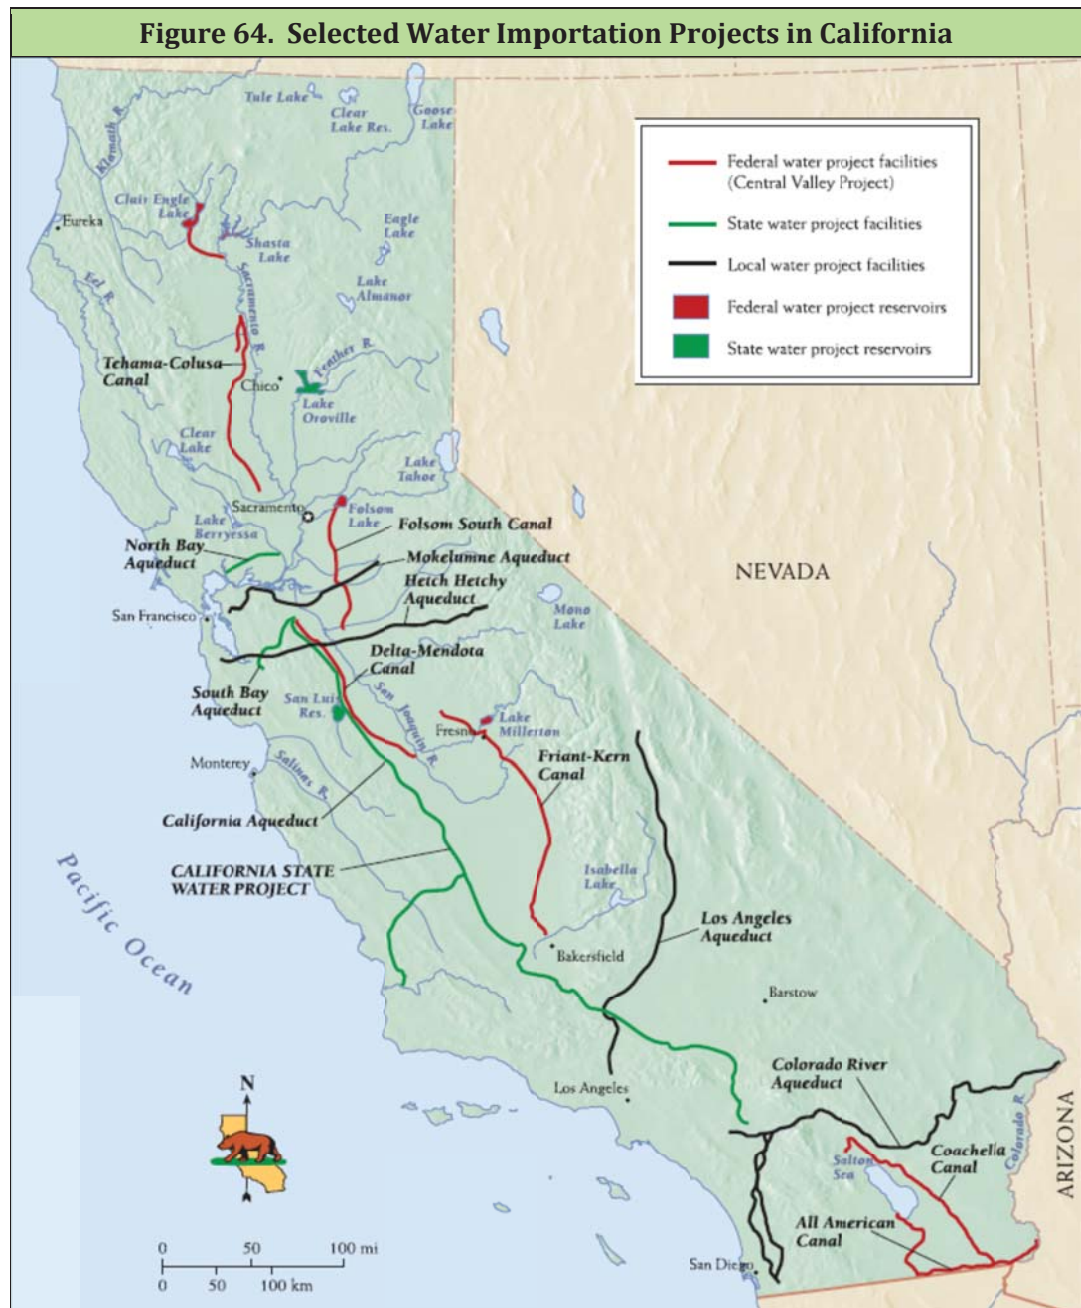 Figure 64. Selected Water Importation Projects in California
Tule Lake
Clear
Lake Res.
Goose
Lake
Klamath R.
Clair Engle
Lake
Eureka
Shasta
Lake
Eagle
Lake
Eel R.
Sacramento R.
Lake
Almanor
Tehama-Colusa
Canal
Chico
Feather R.
Lake
Oroville
Clear
Lake
Lake
Tahoe
Sacramento
Folsom
Lake
Lake
Berryessa
Folsom South Canal
North Bay
Aqueduct
Mokelumne Aqueduct
Hetch Hetchy
Aqueduct
San Francisco
Mono
Lake
Delta-Mendota
Canal
South Bay
Aqueduct
San Luis
Res.
San Joaquin R.
Fresno
Lake
Millerton
Monterey
Salinas R.
Friant-Kern
Canal
California Aqueduct
CALIFORNIA STATE
WATER PROJECT
Isabella
Lake
Pacific Ocean
Los Angeles
Aqueduct
Bakersfield
Barstow
Colorado River
Aqueduct
Los Angeles
Colorado R.
Coachella
Canal
Salton
Sea
All American
Canal
San Diego
NEVADA
ARIZONA
Federal water project facilities
(Central Valley Project)
State water project facilities
Local water project facilities
Federal water project reservoirs
State water project reservoirs
N
0 50 100 mi
0 50 100 km